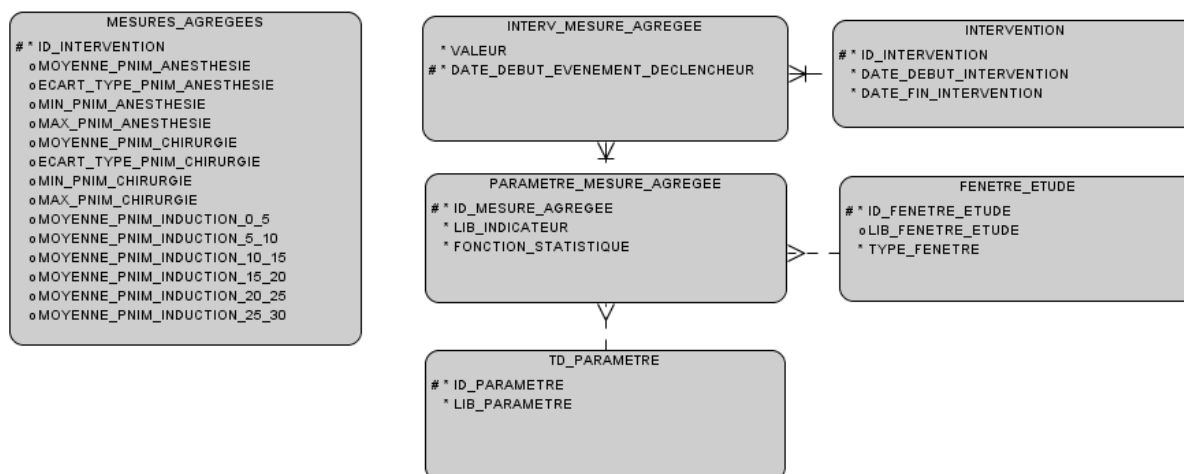 MESURES_AGREGEES
# * ID_INTERVENTION
o MOYENNE_PNIM_ANESTHESIE
o ECART_TYPE_PNIM_ANESTHESIE
o MIN_PNIM_ANESTHESIE
o MAX_PNIM_ANESTHESIE
o MOYENNE_PNIM_CHIRURGIE
o ECART_TYPE_PNIM_CHIRURGIE
o MIN_PNIM_CHIRURGIE
o MAX_PNIM_CHIRURGIE
o MOYENNE_PNIM_INDUCTION_0_5
o MOYENNE_PNIM_INDUCTION_5_10
o MOYENNE_PNIM_INDUCTION_10_15
o MOYENNE_PNIM_INDUCTION_15_20
o MOYENNE_PNIM_INDUCTION_20_25
o MOYENNE_PNIM_INDUCTION_25_30
INTERV_MESURE_AGREGEE
* VALEUR
# * DATE_DEBUT_EVENEMENT_DECLENCHEUR
INTERVENTION
# * ID_INTERVENTION
* DATE_DEBUT_INTERVENTION
* DATE_FIN_INTERVENTION
PARAMETRE_MESURE_AGREGEE
# * ID_MESURE_AGREGEE
* LIB_INDICATEUR
* FONCTION_STATISTIQUE
FENETRE_ETUDE
# * ID_FENETRE_ETUDE
o LIB_FENETRE_ETUDE
* TYPE_FENETRE
TD_PARAMETRE
# * ID_PARAMETRE
* LIB_PARAMETRE